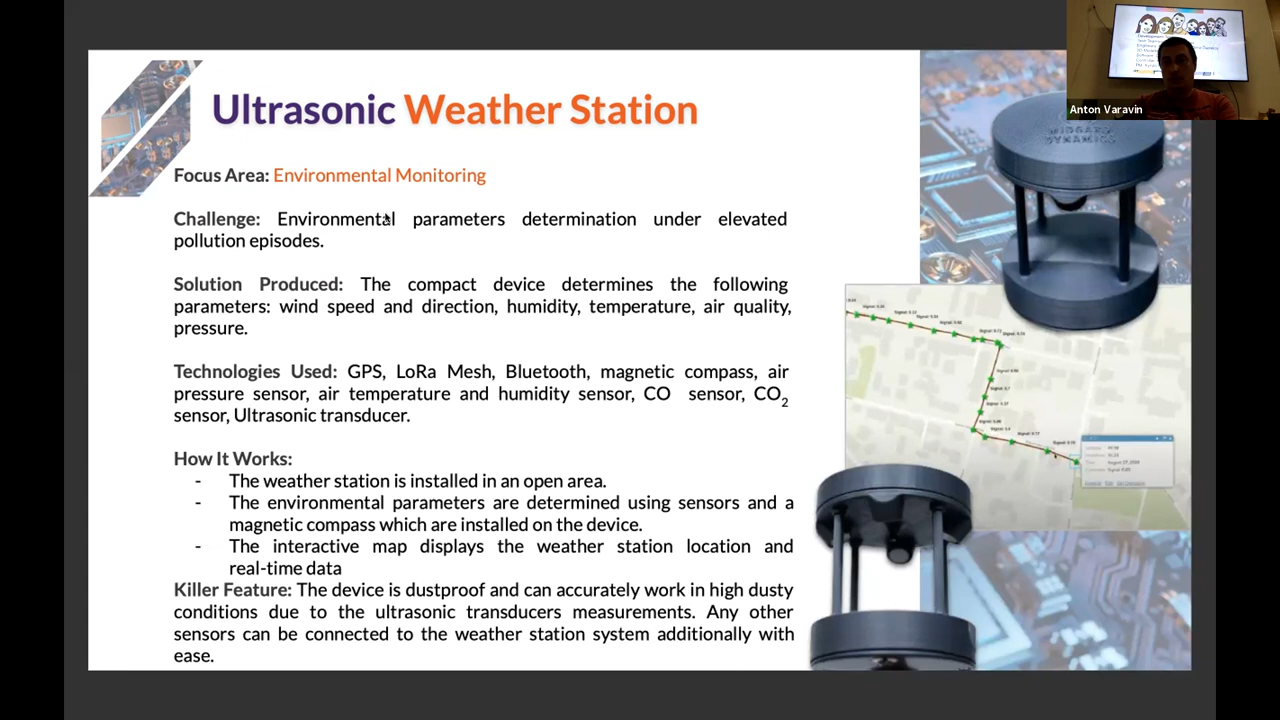 Ultrasonic Weather Station
Anton Varavin
MIDGARD
DYNAMICS
Focus Area: Environmental Monitoring
Challenge: Environmental parameters determination under elevated
pollution episodes.
Solution Produced: The compact device determines the following
parameters: wind speed and direction, humidity, temperature, air quality,
pressure.
Technologies Used: GPS, LoRa Mesh, Bluetooth, magnetic compass, air
pressure sensor, air temperature and humidity sensor, CO sensor, CO2
sensor, Ultrasonic transducer.
How It Works:
- The weather station is installed in an open area.
- The environmental parameters are determined using sensors and a
magnetic compass which are installed on the device.
- The interactive map displays the weather station location and
real-time data
Killer Feature: The device is dustproof and can accurately work in high dusty
conditions due to the ultrasonic transducers measurements. Any other
sensors can be connected to the weather station system additionally with
ease.